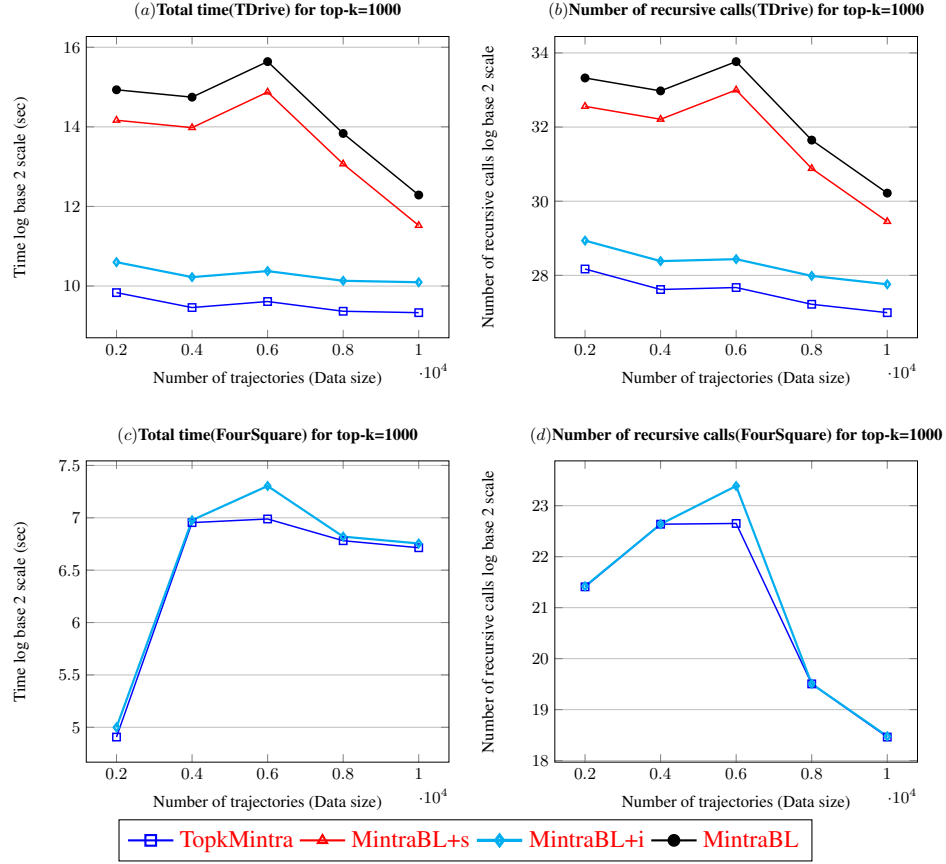 (a)Total time(TDrive) for top-k=1000
Time log base 2 scale (sec)
16
14
12
10
0.2 0.4 0.6 0.8 1
·10^4
Number of trajectories (Data size)
(b)Number of recursive calls(TDrive) for top-k=1000
Number of recursive calls log base 2 scale
34
32
30
28
0.2 0.4 0.6 0.8 1
·10^4
Number of trajectories (Data size)
(c)Total time(FourSquare) for top-k=1000
Time log base 2 scale (sec)
7.5
7
6.5
6
5.5
5
0.2 0.4 0.6 0.8 1
·10^4
Number of trajectories (Data size)
(d)Number of recursive calls(FourSquare) for top-k=1000
Number of recursive calls log base 2 scale
23
22
21
20
19
18
0.2 0.4 0.6 0.8 1
·10^4
Number of trajectories (Data size)
TopkMintra MintraBL+s MintraBL+i MintraBL